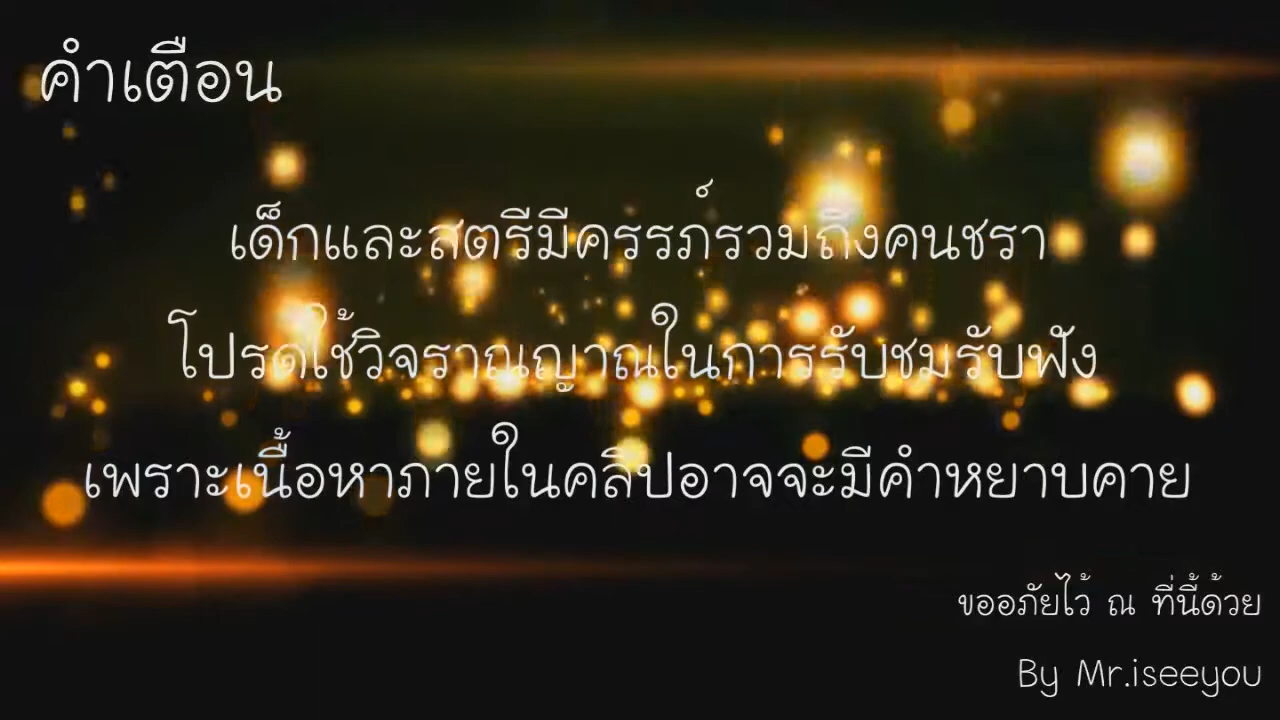 คำเตือน
เด็กและสตรีมีครรภ์รวมถึงคนชรา
โปรดใช้วิจราณญาณในการรับชมรับฟัง
เพราะเนื้อหาภายในคลิปอาจจะมีคำหยาบคาย
ขออภัยไว้ ณ ที่นี้ด้วย
By Mr.iseeyou